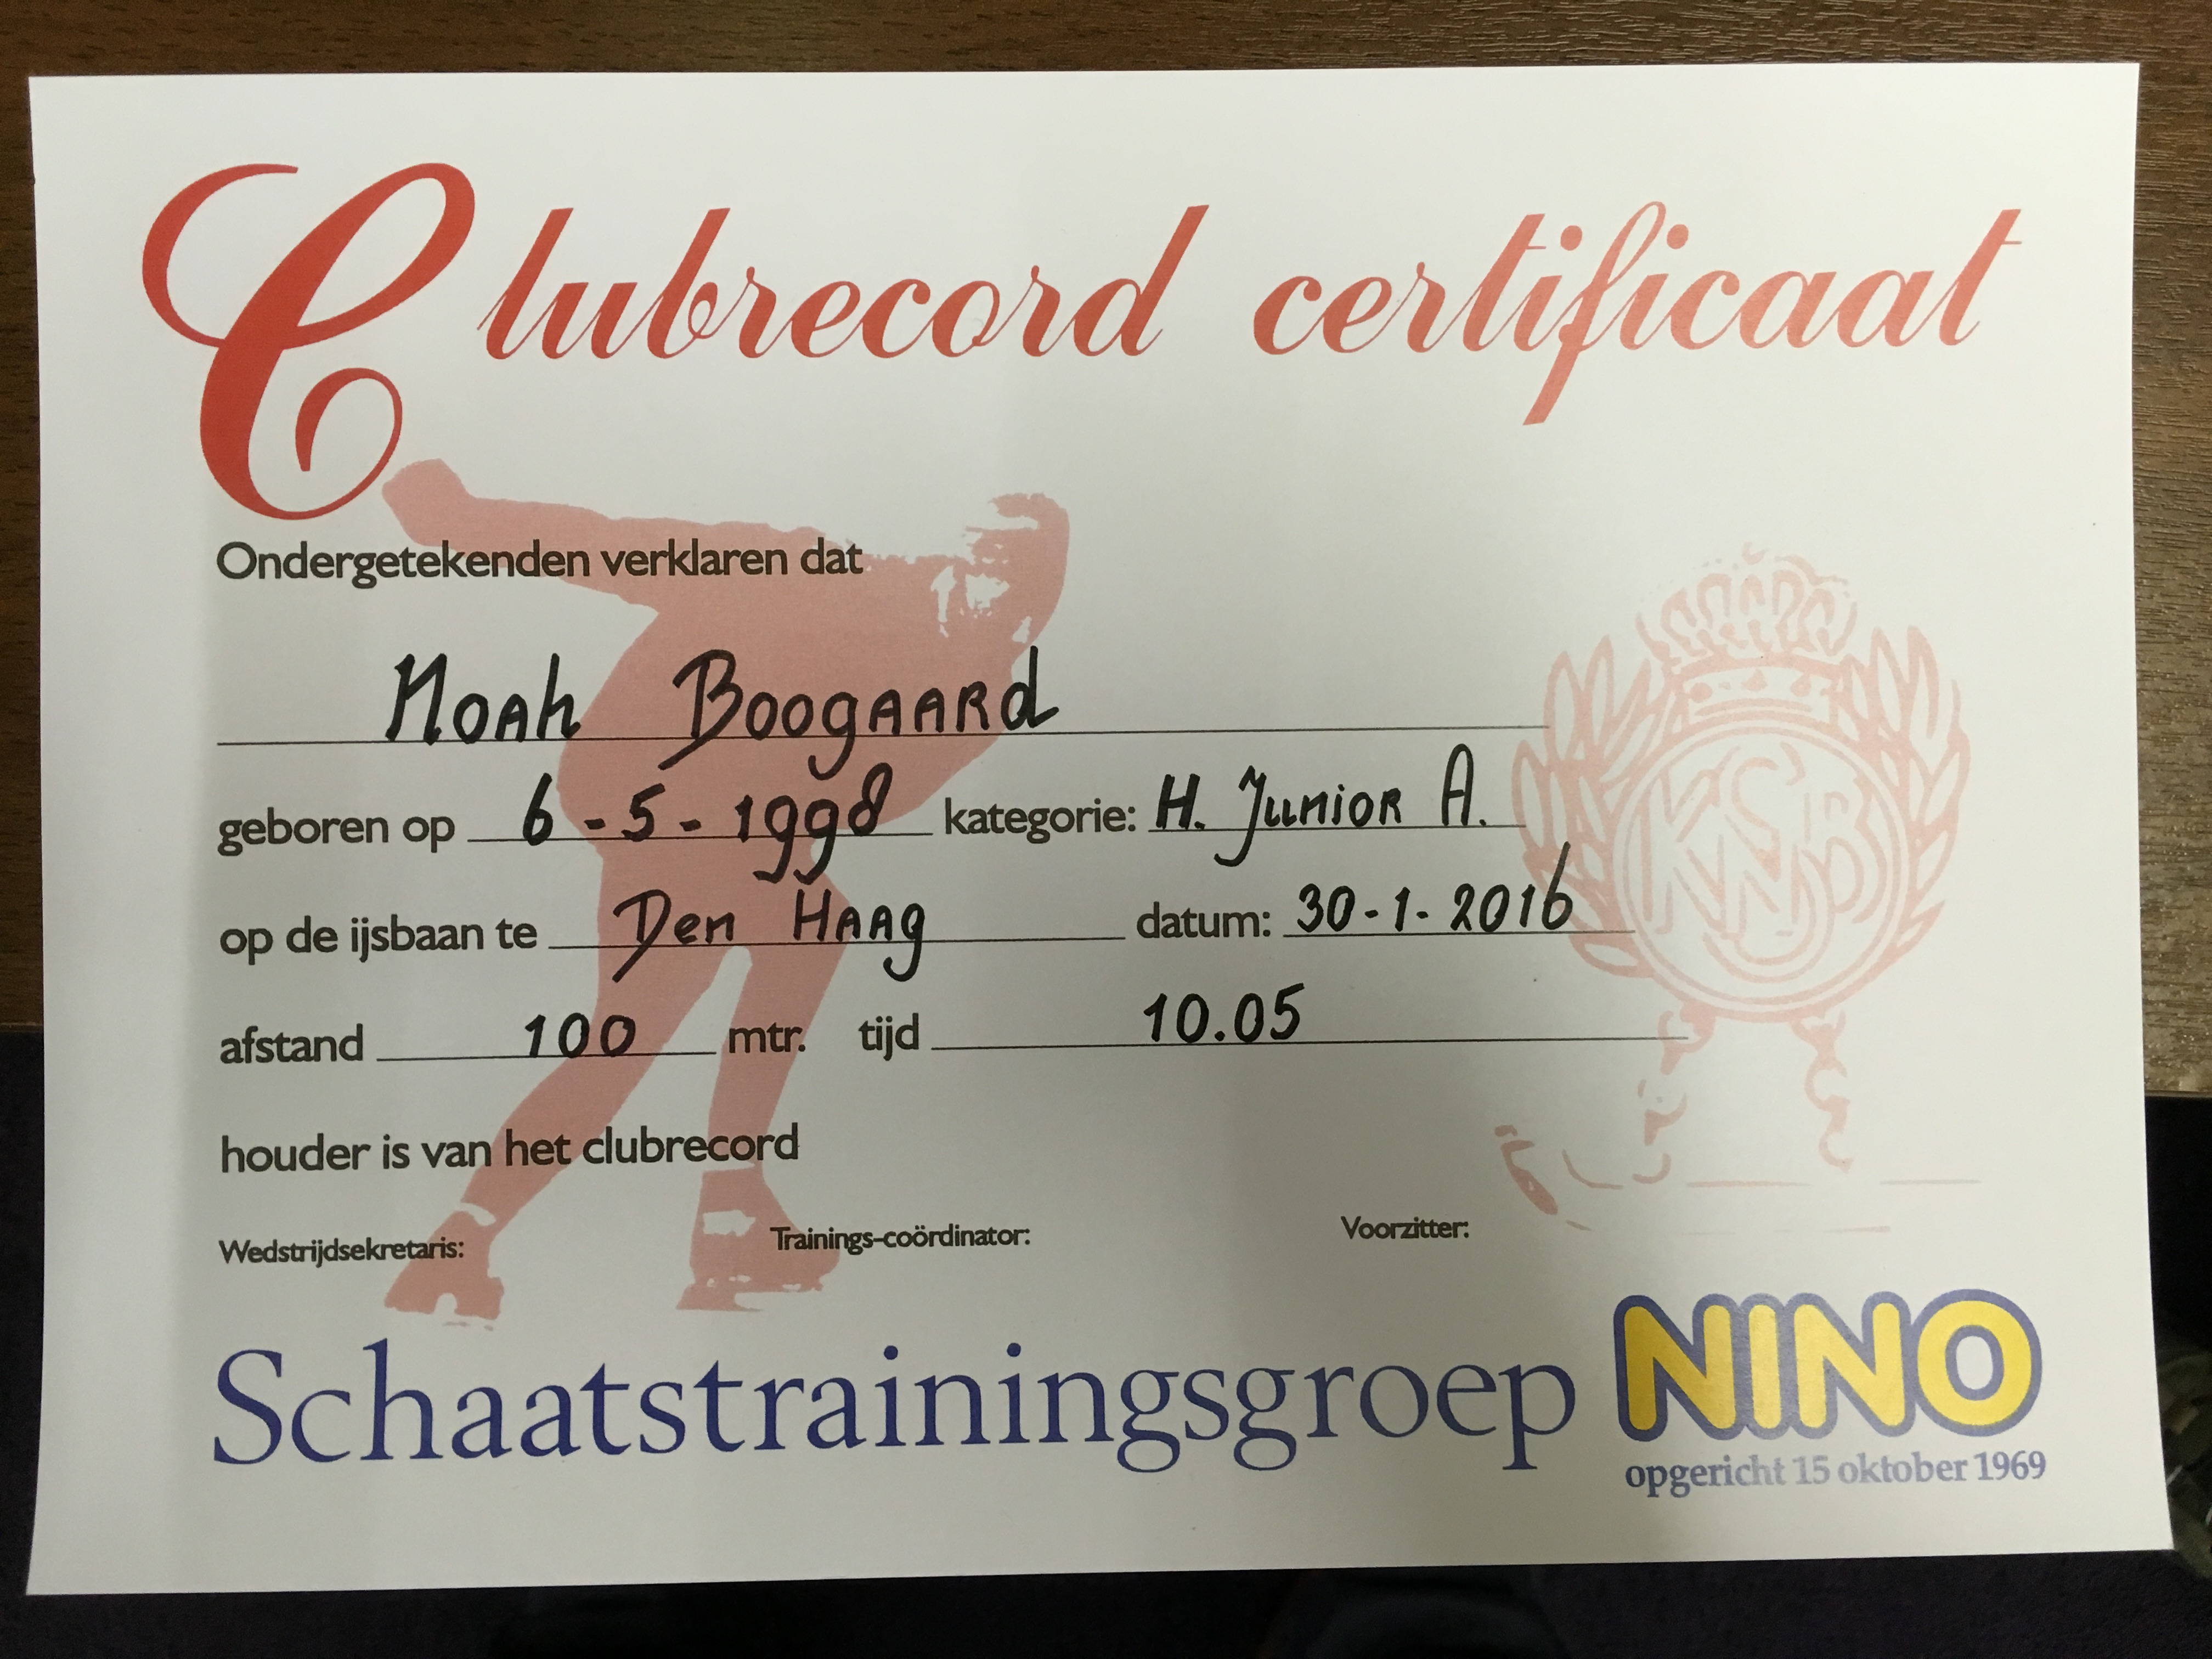 Clubrecord certificaat
Ondergetekenden verklaren dat
Noah Boogaard
geboren op 6-5-1998 kategorie: H. Junior A.
op de ijsbaan te Den Haag datum: 30-1-2016
afstand 100 mtr. tijd 10.05
houder is van het clubrecord
Wedstrijdsekretaris: Trainings-coördinator: Voorzitter:
Schaatstrainingsgroep NINO
opgericht 15 oktober 1969
KNSB